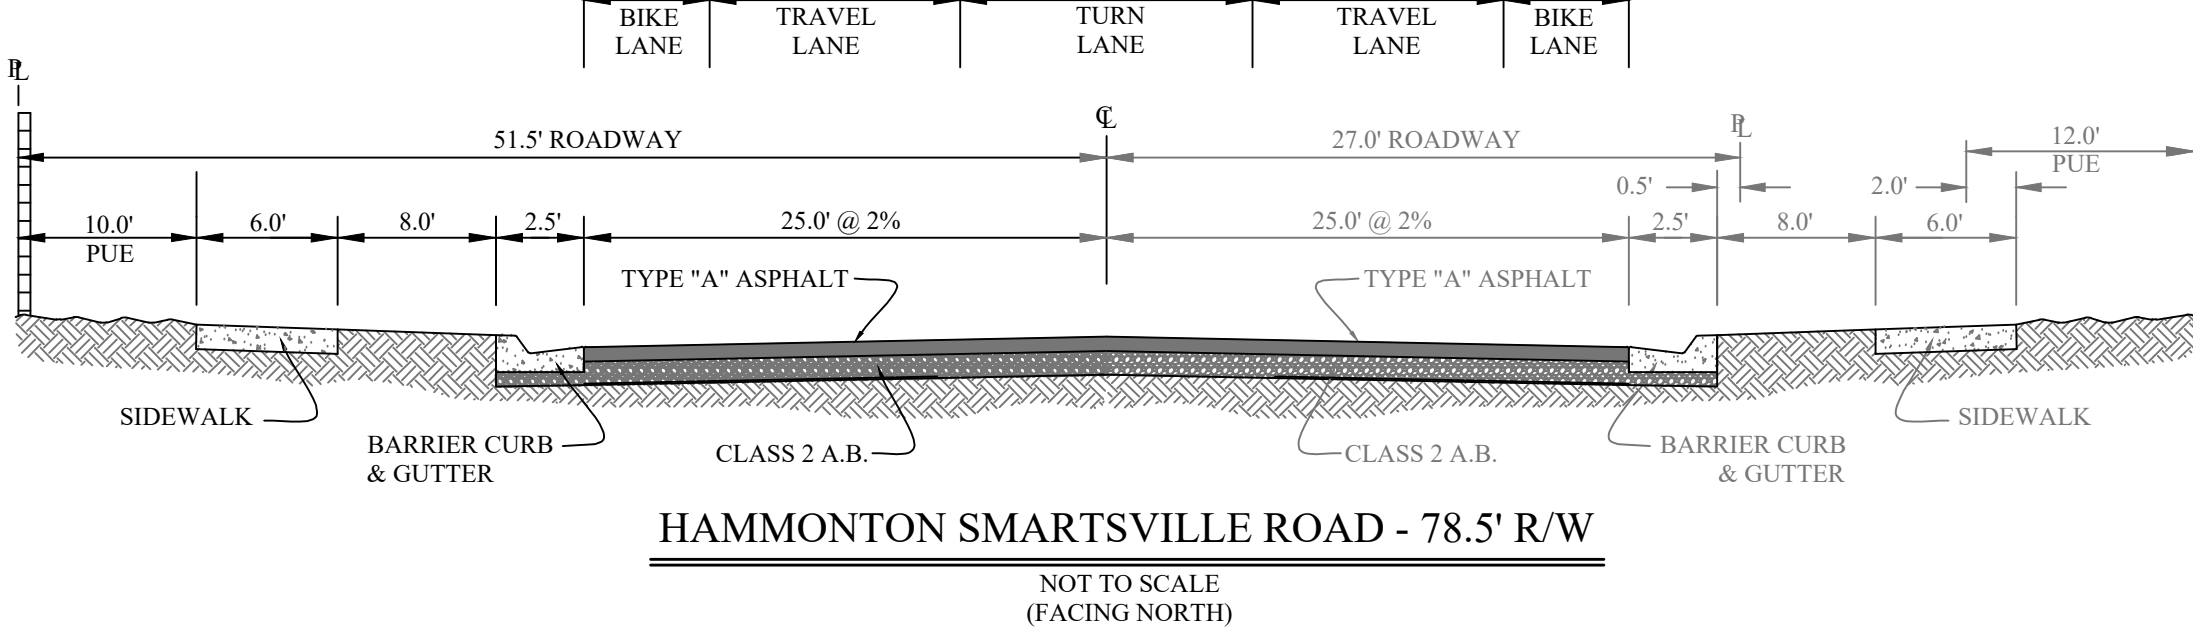 BIKE
LANE
TRAVEL
LANE
TURN
LANE
TRAVEL
LANE
BIKE
LANE
PL
CL
PL
51.5' ROADWAY
27.0' ROADWAY
12.0'
PUE
0.5'
2.0'
10.0'
PUE
6.0'
8.0'
2.5'
25.0' @ 2%
25.0' @ 2%
2.5'
8.0'
6.0'
TYPE "A" ASPHALT
TYPE "A" ASPHALT
SIDEWALK
BARRIER CURB
& GUTTER
CLASS 2 A.B.
CLASS 2 A.B.
BARRIER CURB
& GUTTER
SIDEWALK
HAMMONTON SMARTSVILLE ROAD - 78.5' R/W
NOT TO SCALE
(FACING NORTH)